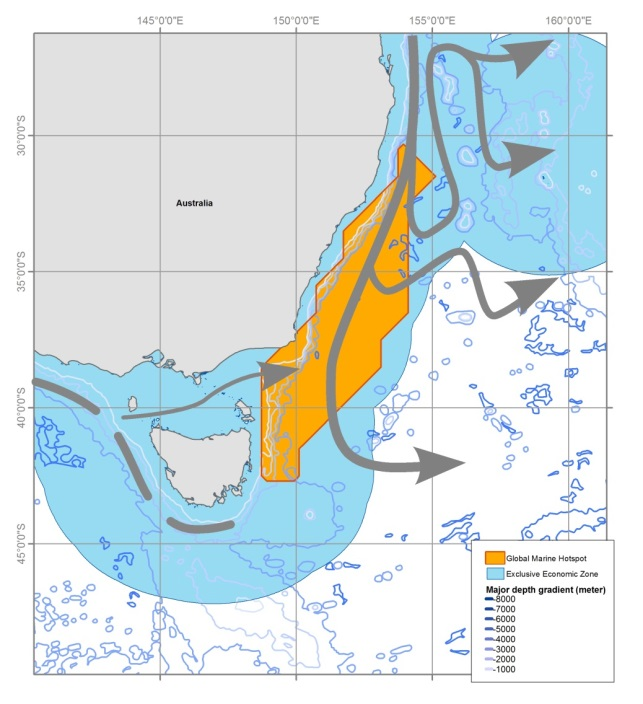 145°0'0"E 150°0'0"E 155°0'0"E 160°0'0"E
30°0'0"S
Australia
35°0'0"S
40°0'0"S
45°0'0"S
Global Marine Hotspot
Exclusive Economic Zone
Major depth gradient (meter)
-8000
-7000
-6000
-5000
-4000
-3000
-2000
-1000